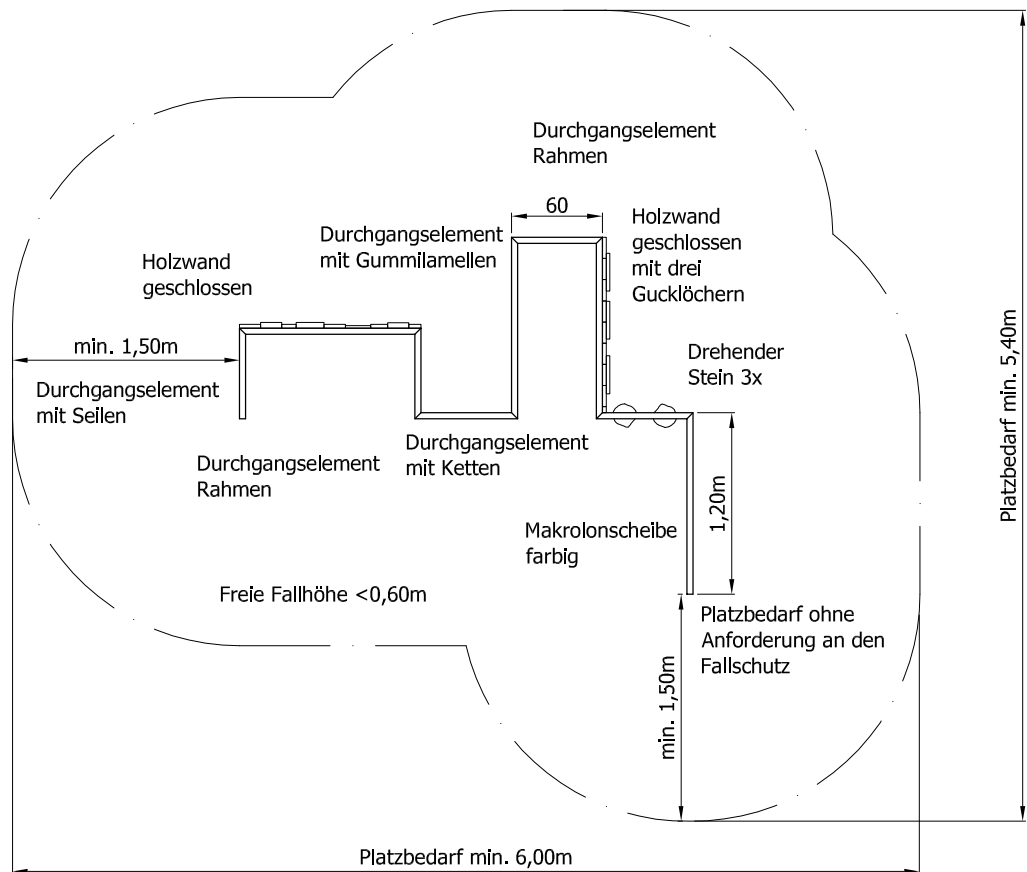 Durchgangselement
Rahmen
60
Durchgangselement
mit Gummilamellen
Holzwand
geschlossen
mit drei
Gucklöchern
Holzwand
geschlossen
min. 1,50m
Durchgangselement
mit Seilen
Drehender
Stein 3x
Platzbedarf min. 5,40m
Durchgangselement
Rahmen
Durchgangselement
mit Ketten
1,20m
Makrolonscheibe
farbig
Freie Fallhöhe <0,60m
Platzbedarf ohne
Anforderung an den
Fallschutz
min. 1,50m
Platzbedarf min. 6,00m